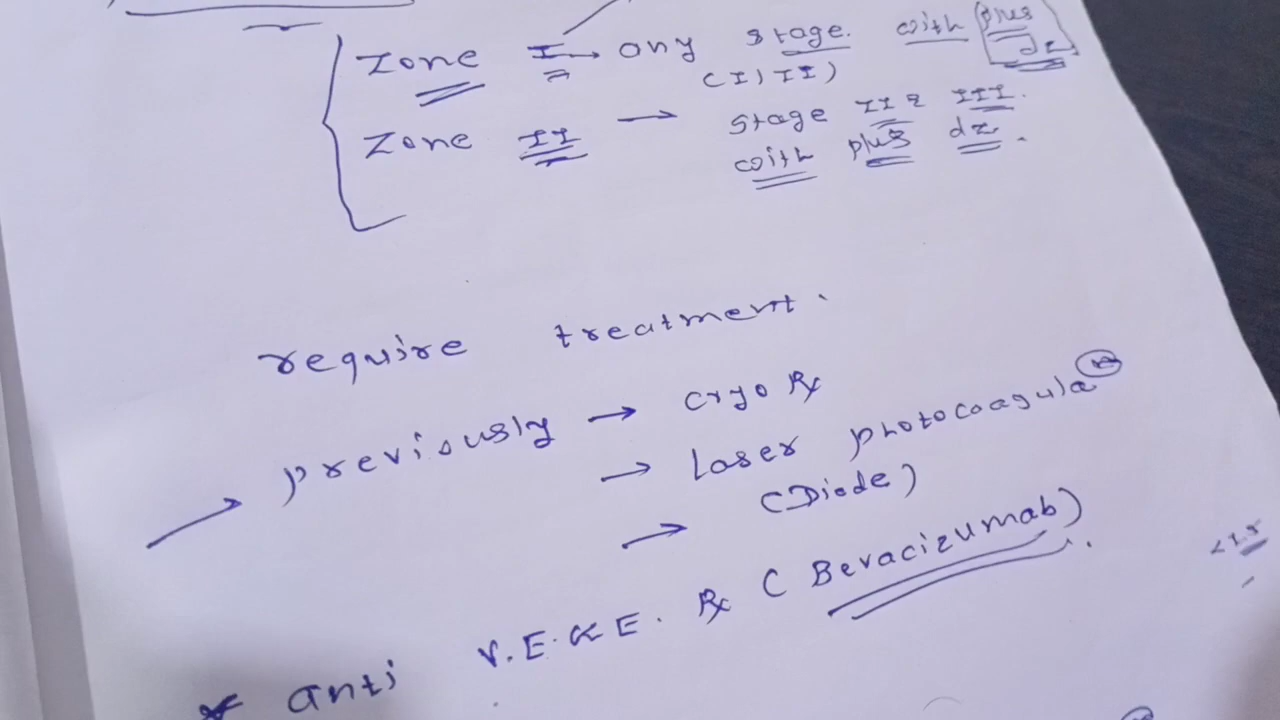 Zone I → any stage. with plus dz
(I, II)
Zone II → stage II & III.
with plus dz.
require treatment.
→ previously → cryo Rx
→ Laser photocoagula
(Diode)
→
* anti V.E.G.F. Rx (Bevacizumab)